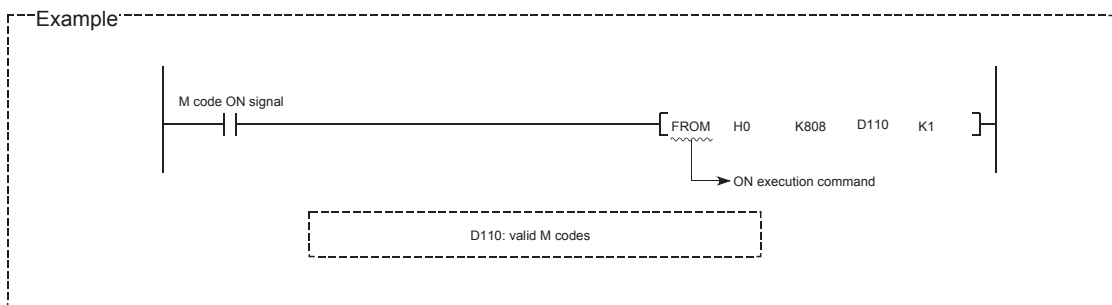 Example
M code ON signal
FROM H0 K808 D110 K1
ON execution command
D110: valid M codes